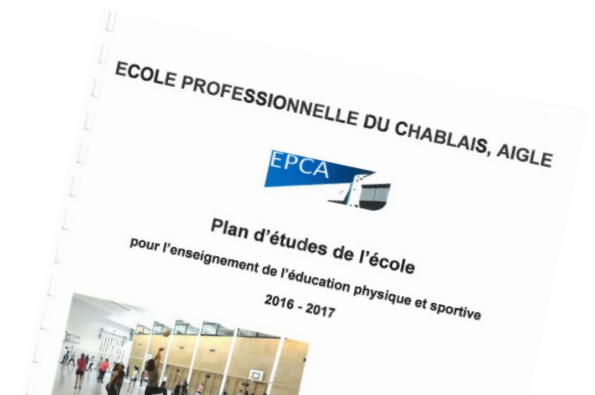 ECOLE PROFESSIONNELLE DU CHABLAIS, AIGLE
EPCA
Plan d'études de l'école
pour l'enseignement de l'éducation physique et sportive
2016 - 2017